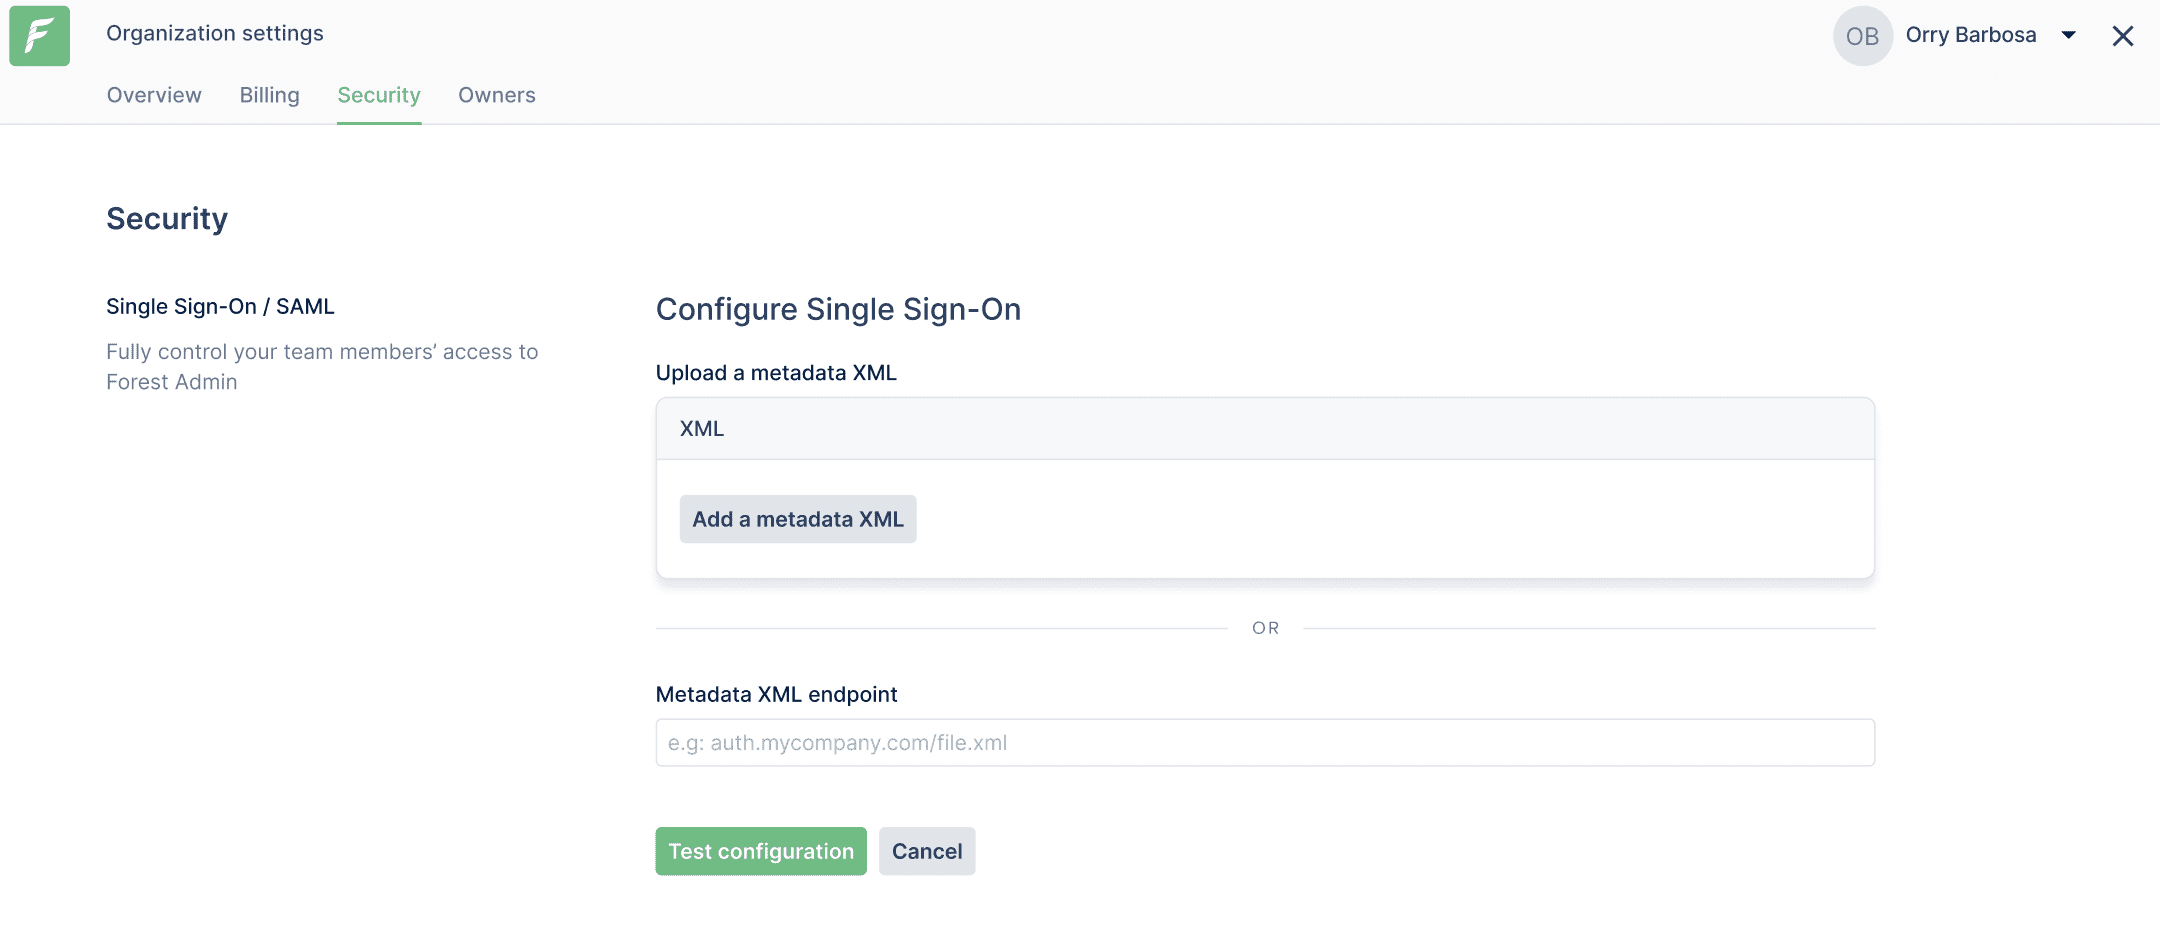 Organization settings
OB
Orry Barbosa
Overview Billing Security Owners
Security
Single Sign-On / SAML
Fully control your team members’ access to
Forest Admin
Configure Single Sign-On
Upload a metadata XML
XML
Add a metadata XML
OR
Metadata XML endpoint
e.g: auth.mycompany.com/file.xml
Test configuration Cancel